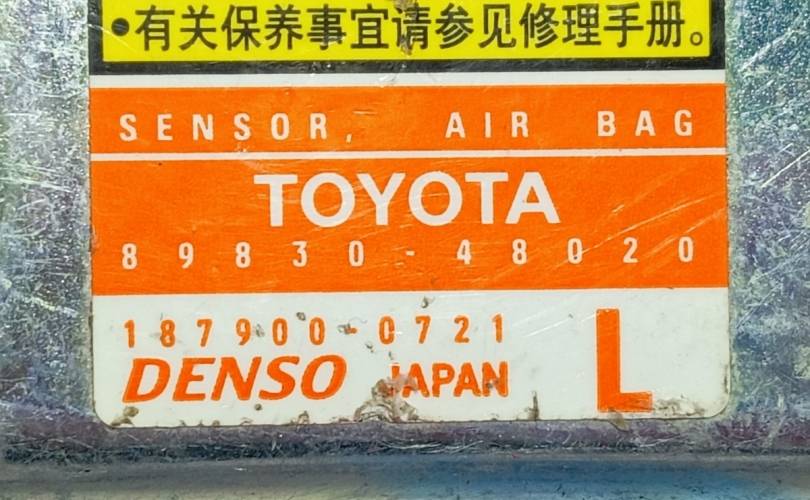 •有关保养事宜请参见修理手册。
SENSOR, AIR BAG
TOYOTA
89830-48020
187900-0721
DENSO JAPAN L